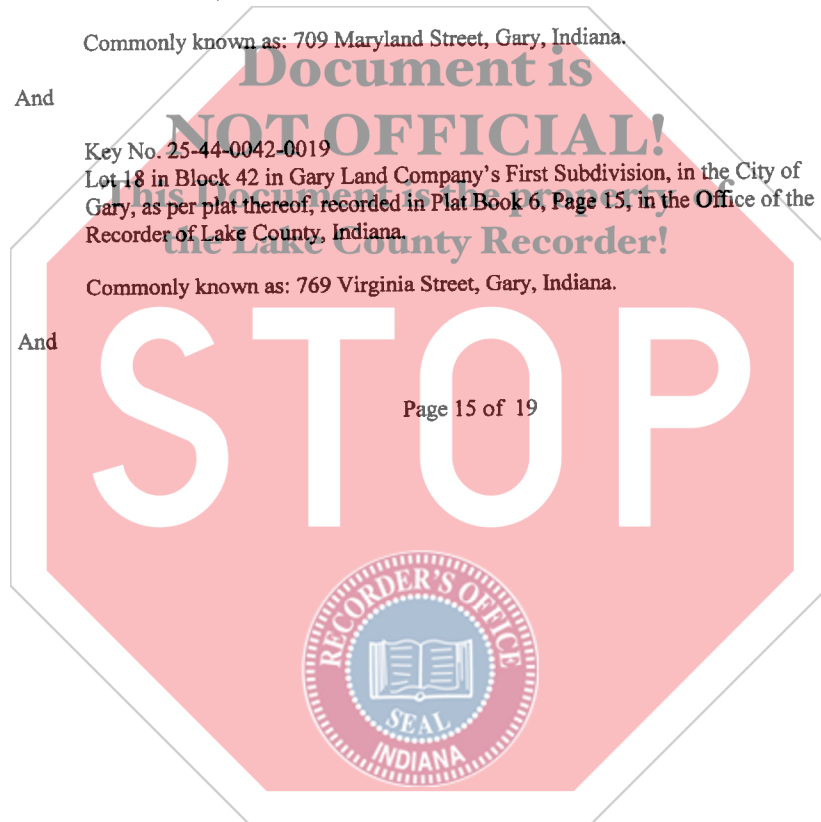 Commonly known as: 709 Maryland Street, Gary, Indiana.
Document is
And
NOT OFFICIAL!
Key No. 25-44-0042-0019
Lot 18 in Block 42 in Gary Land Company's First Subdivision, in the City of
This Document is the property of
Gary, as per plat thereof, recorded in Plat Book 6, Page 15, in the Office of the
Recorder of Lake County, Indiana.
the Lake County Recorder!
Commonly known as: 769 Virginia Street, Gary, Indiana.
And
STOP
Page 15 of 19
RECORDER'S OFFICE
SEAL
INDIANA